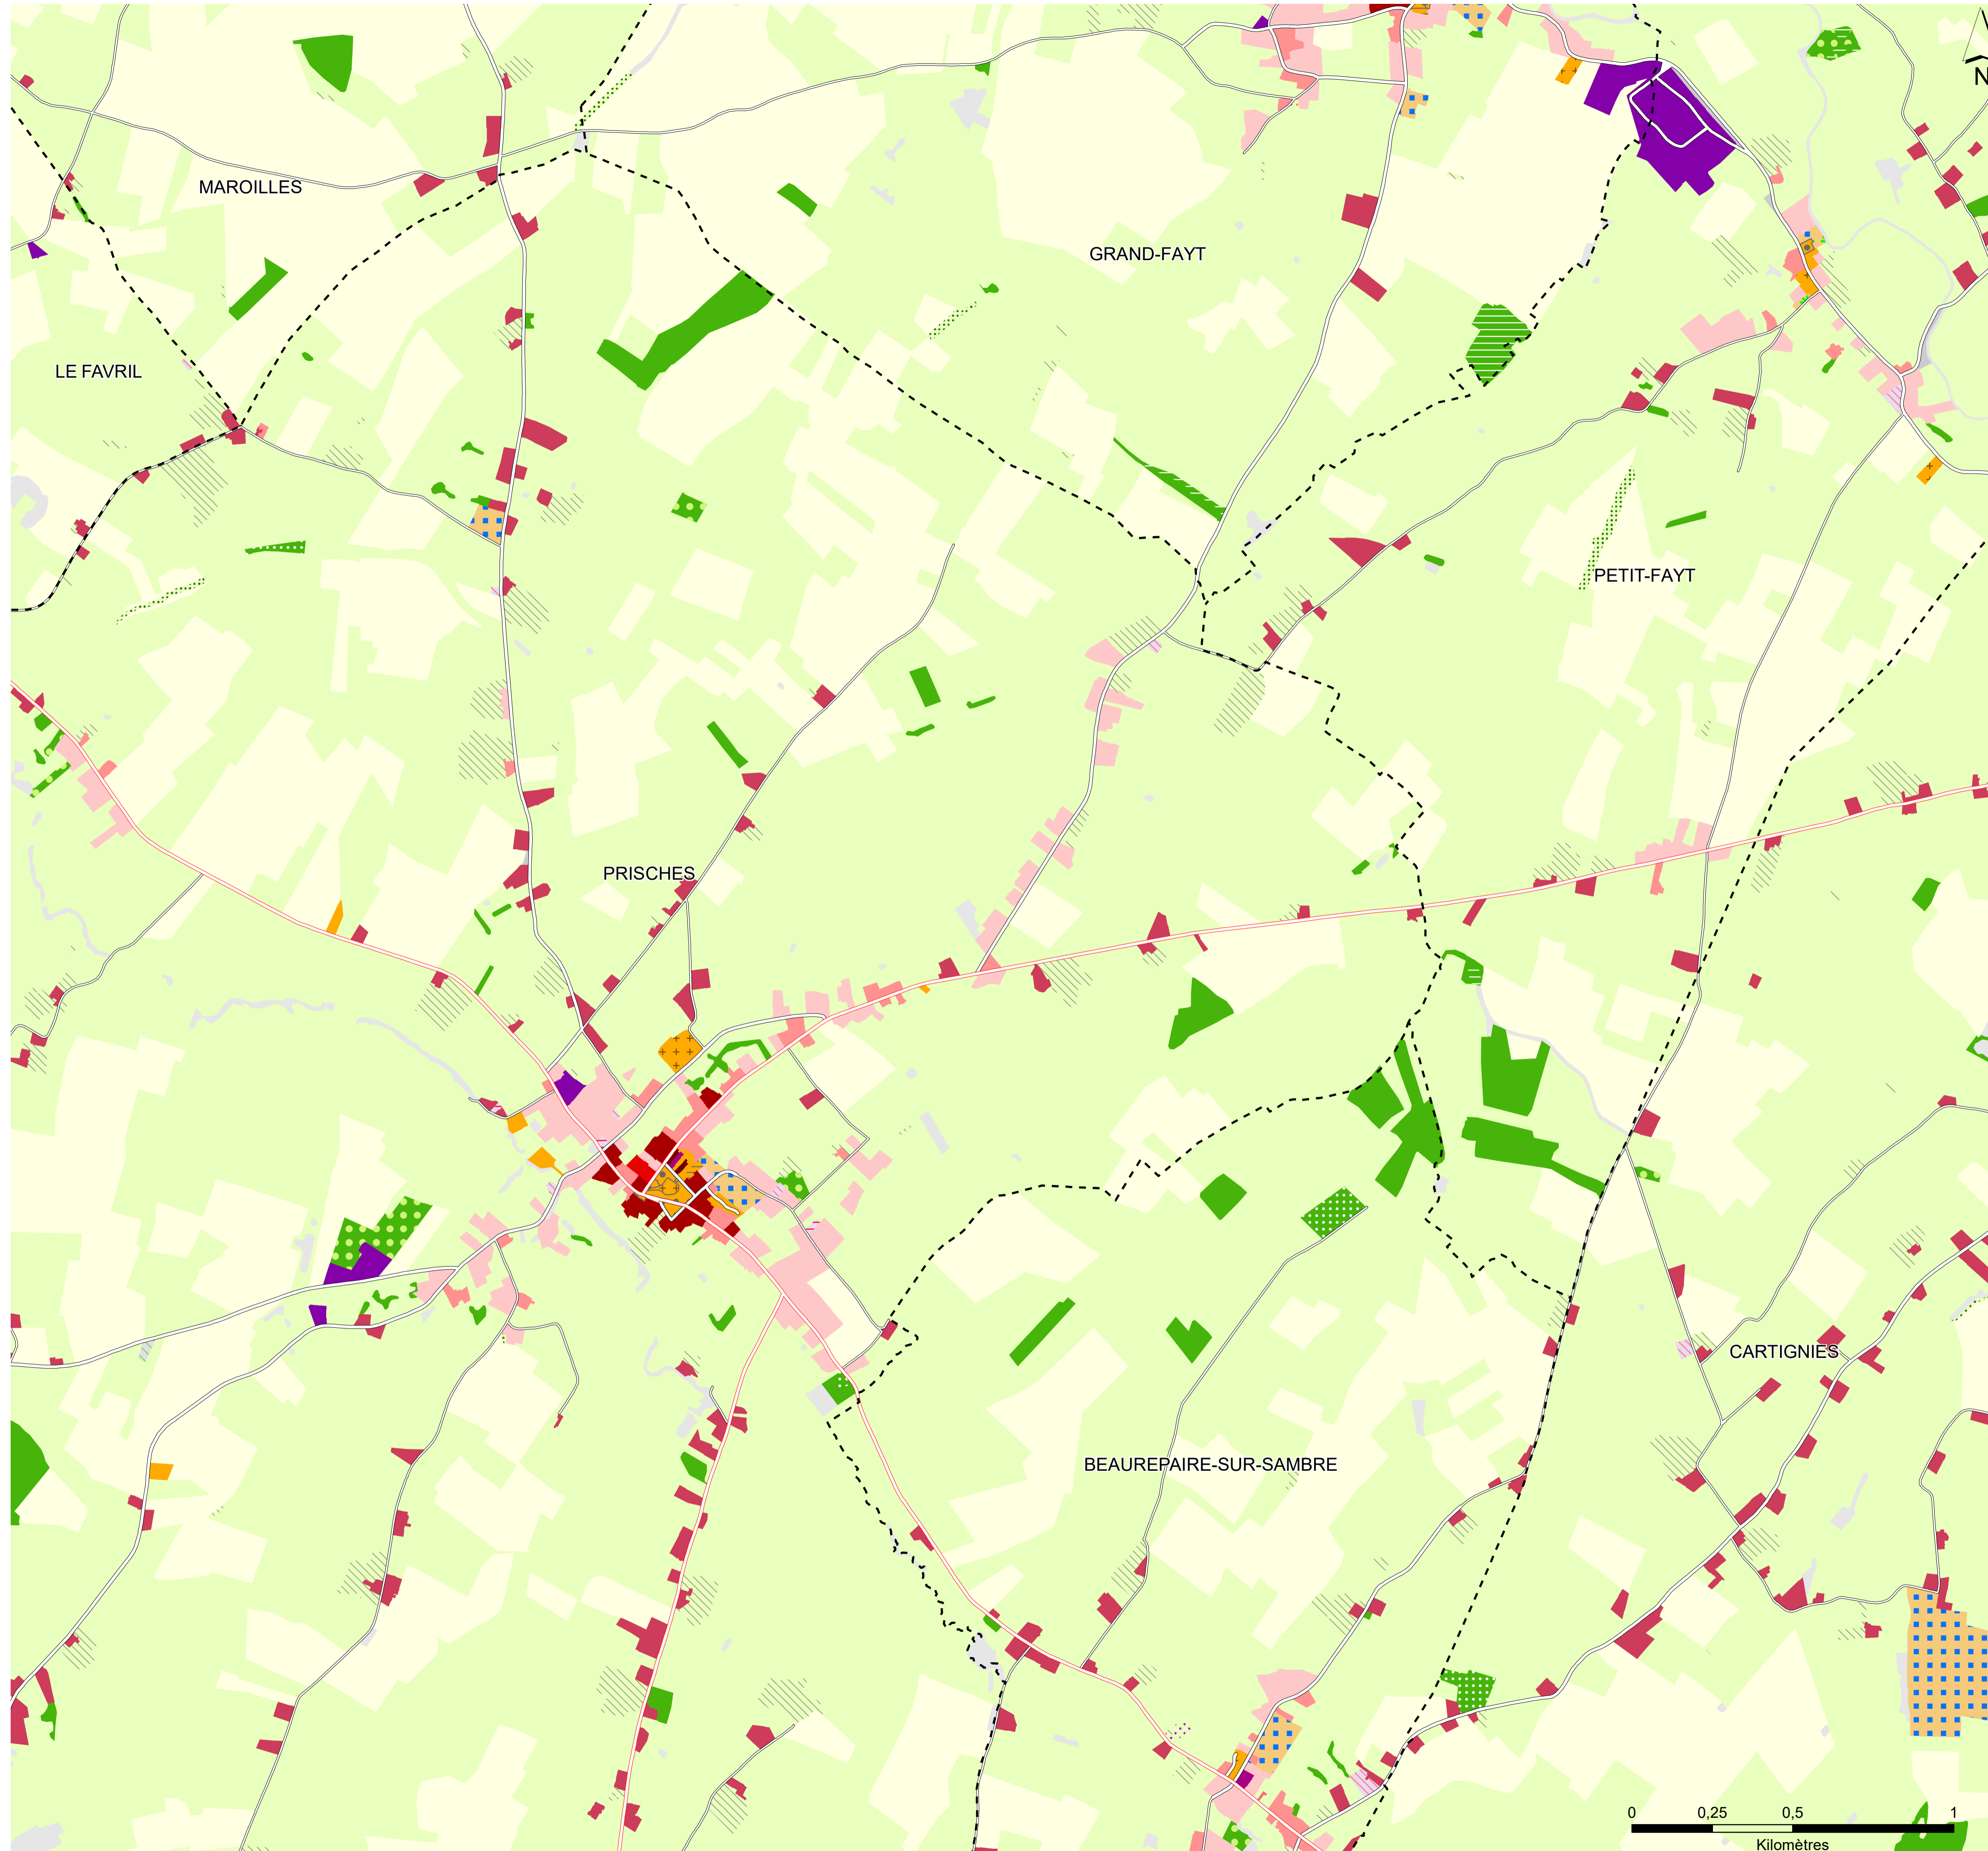 N
MAROILLES
GRAND-FAYT
LE FAVRIL
PETIT-FAYT
PRISCHES
CARTIGNIES
BEAUREPAIRE-SUR-SAMBRE
0 0,25 0,5 1
Kilomètres